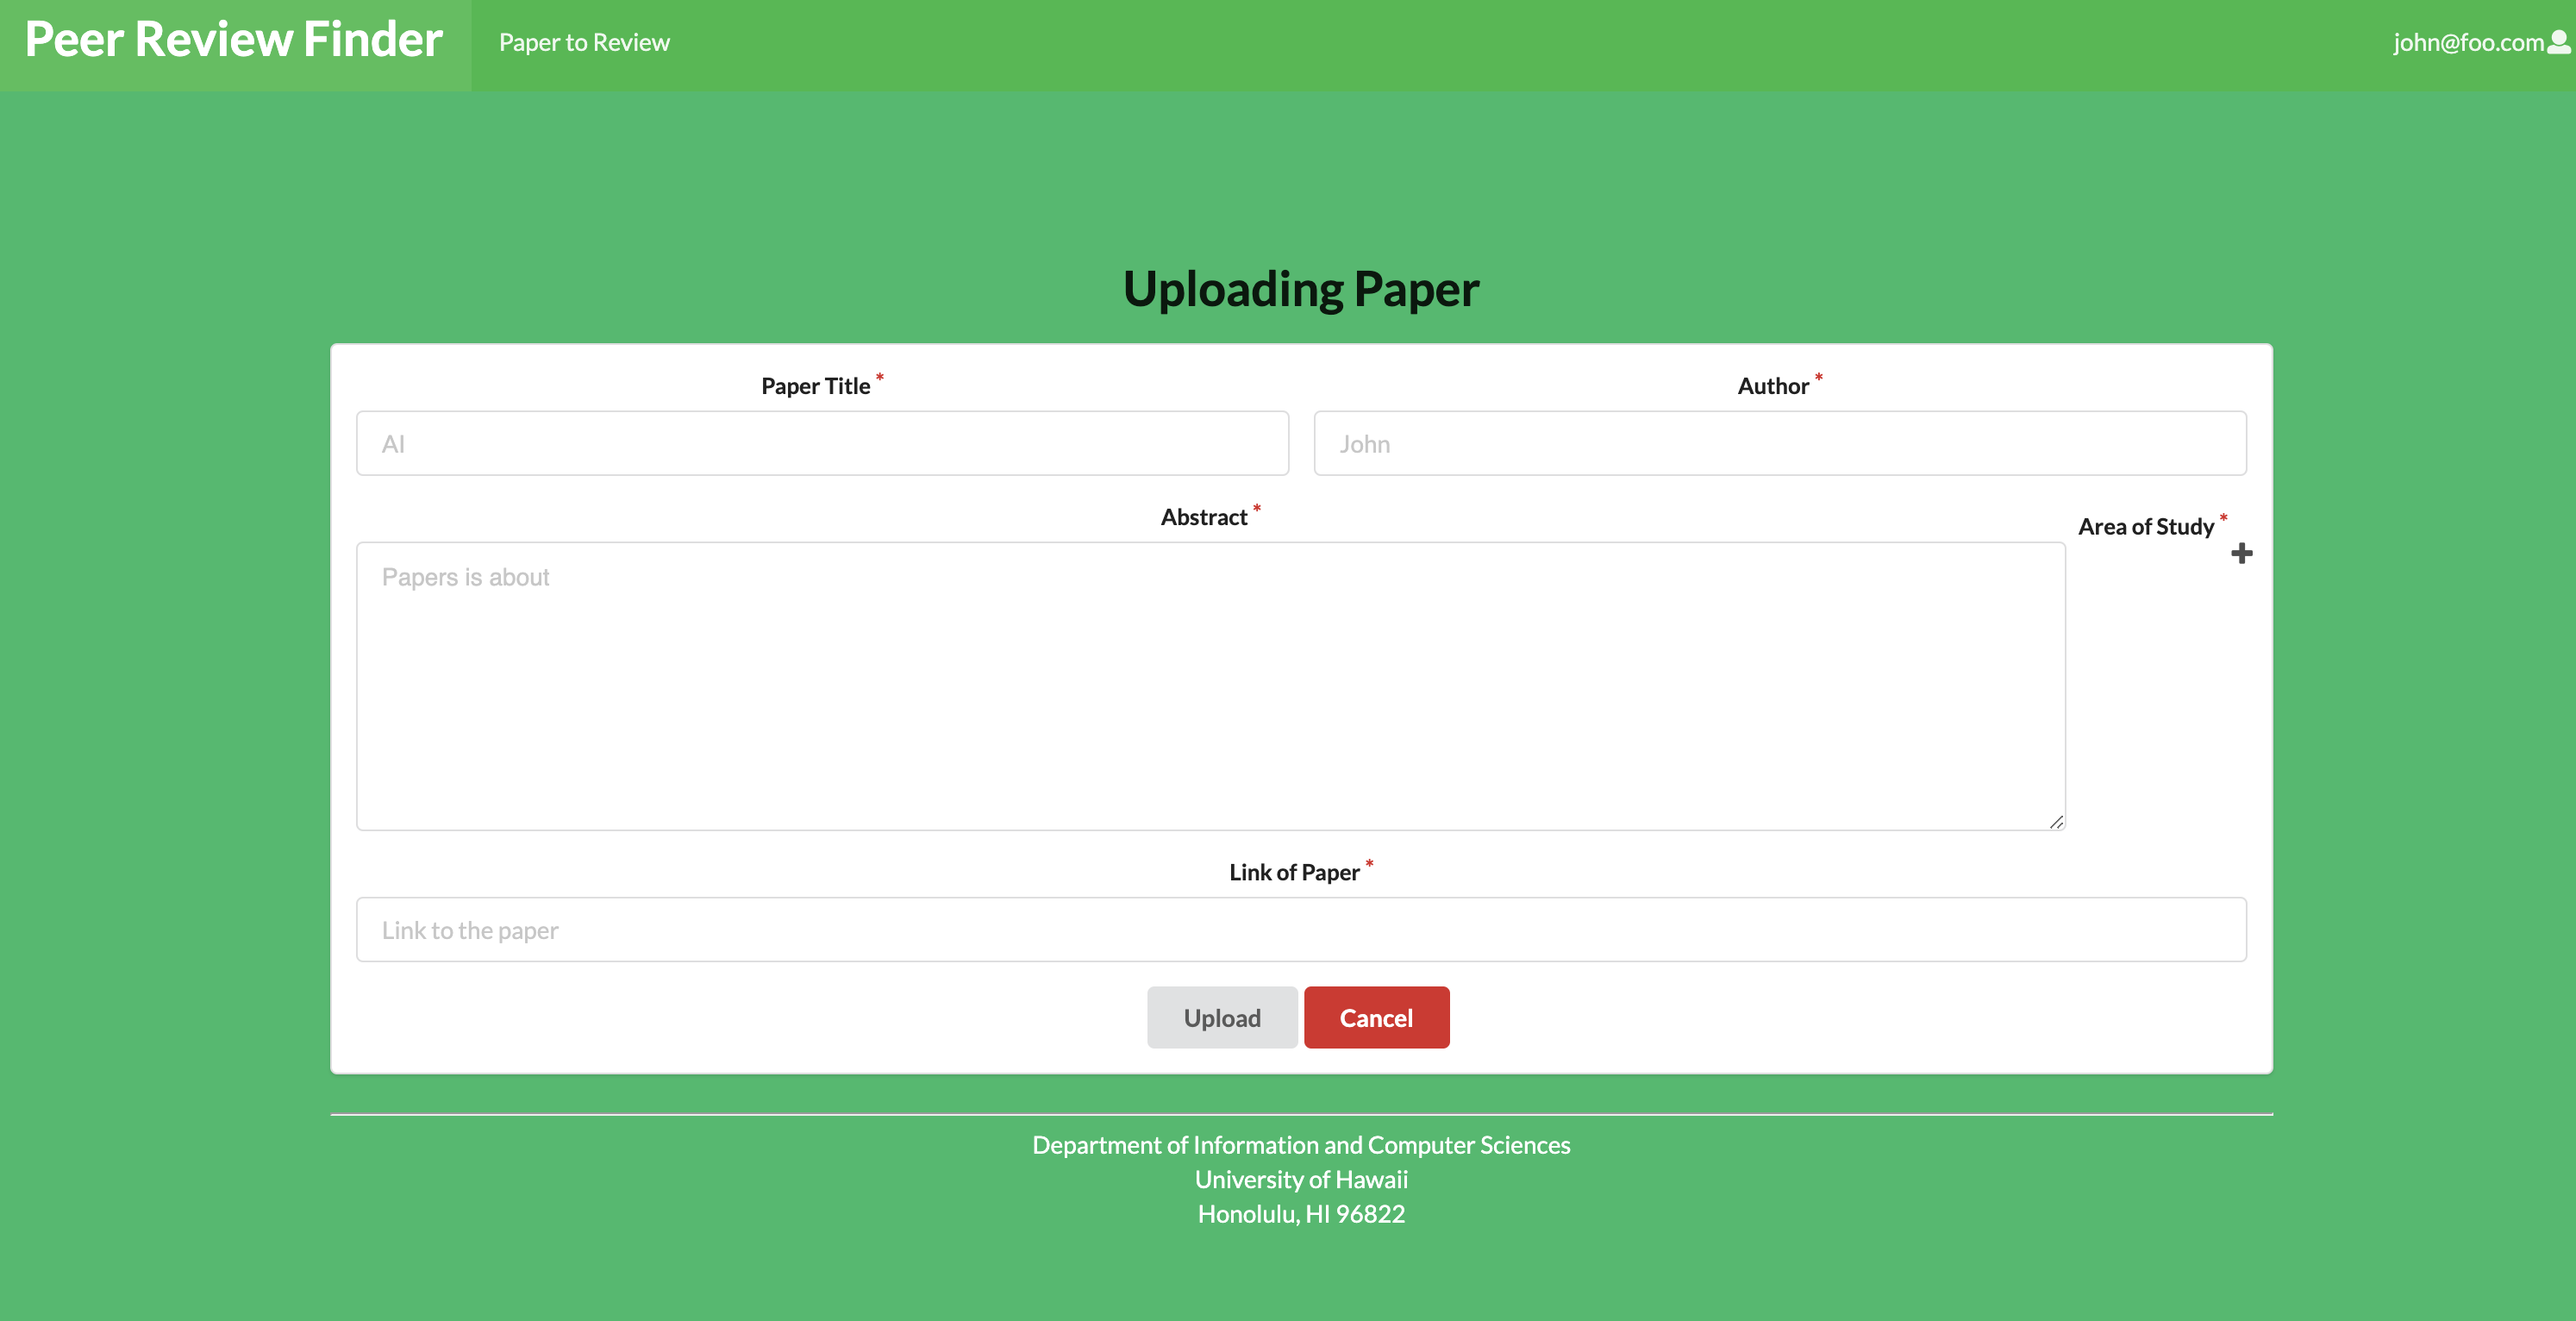 Peer Review Finder
Paper to Review
john@foo.com
Uploading Paper
Paper Title *
Author *
AI
John
Abstract *
Area of Study *
Papers is about
Link of Paper *
Link to the paper
Upload
Cancel
Department of Information and Computer Sciences
University of Hawaii
Honolulu, HI 96822